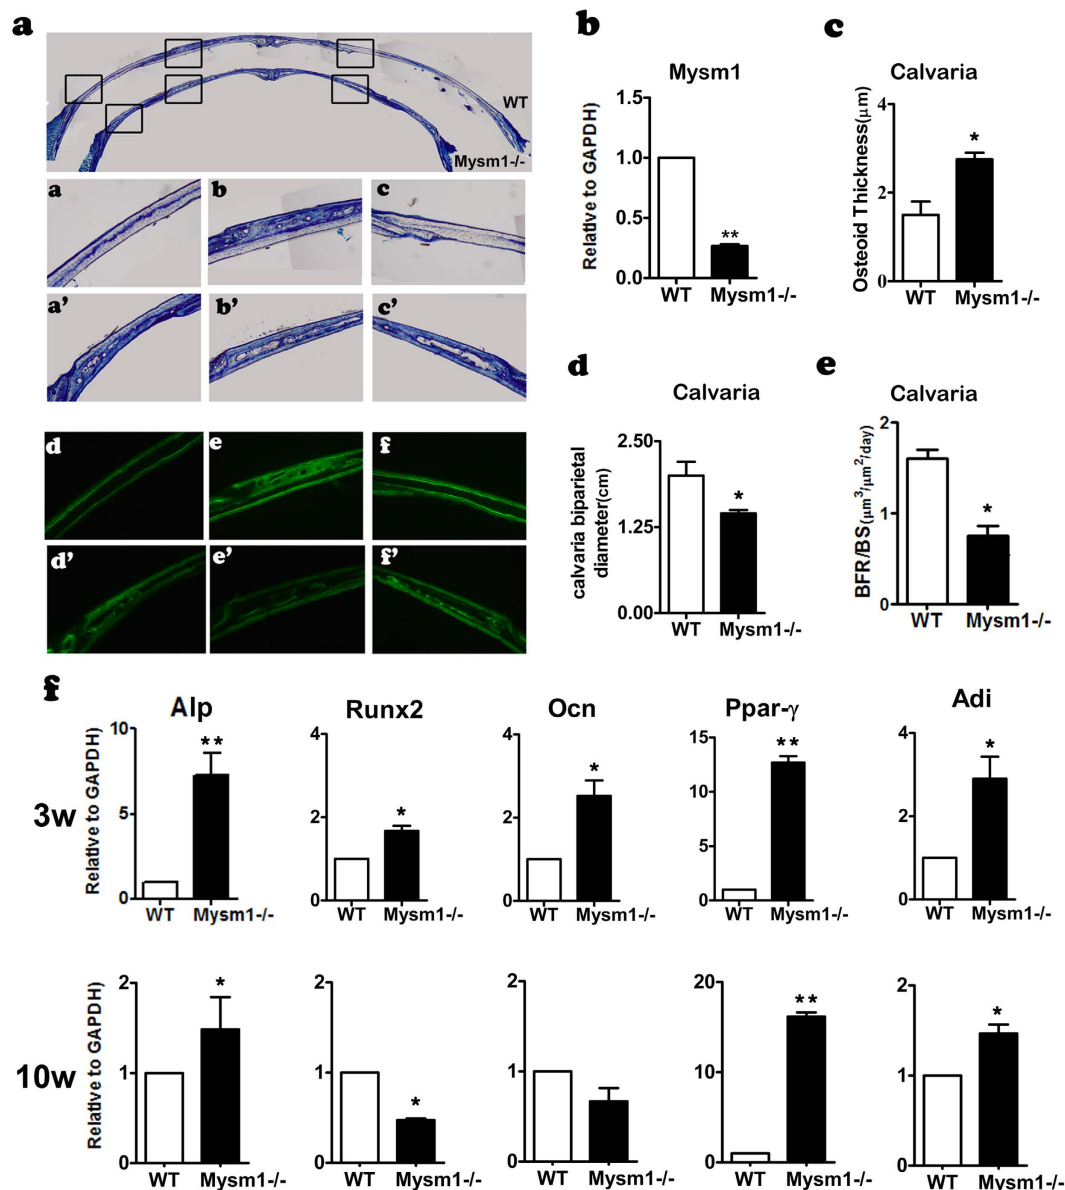 a
WT
Mysm1-/-
a
b
c
a’
b’
c’
d
e
f
d’
e’
f’
b
Mysm1
Relative to GAPDH)
1.5
1.0
0.5
0.0
**
WT
Mysm1-/-
c
Calvaria
Osteoid Thickness(μm)
4
2
0
*
WT
Mysm1-/-
d
Calvaria
calvaria biparietal
diameter(cm)
2.50
1.25
0.00
*
WT
Mysm1-/-
e
Calvaria
BFR/BS(μm³/μm²/day)
2
1
0
*
WT
Mysm1-/-
f
3w
Alp
Relative to GAPDH)
10
5
0
**
WT
Mysm1-/-
Runx2
4
2
0
*
WT
Mysm1-/-
Ocn
4
2
0
*
WT
Mysm1-/-
Ppar-γ
15
10
5
0
**
WT
Mysm1-/-
Adi
4
2
0
*
WT
Mysm1-/-
10w
Relative to GAPDH)
2
1
0
*
WT
Mysm1-/-
2
1
0
*
WT
Mysm1-/-
2
1
0
WT
Mysm1-/-
20
10
0
**
WT
Mysm1-/-
2
1
0
*
WT
Mysm1-/-